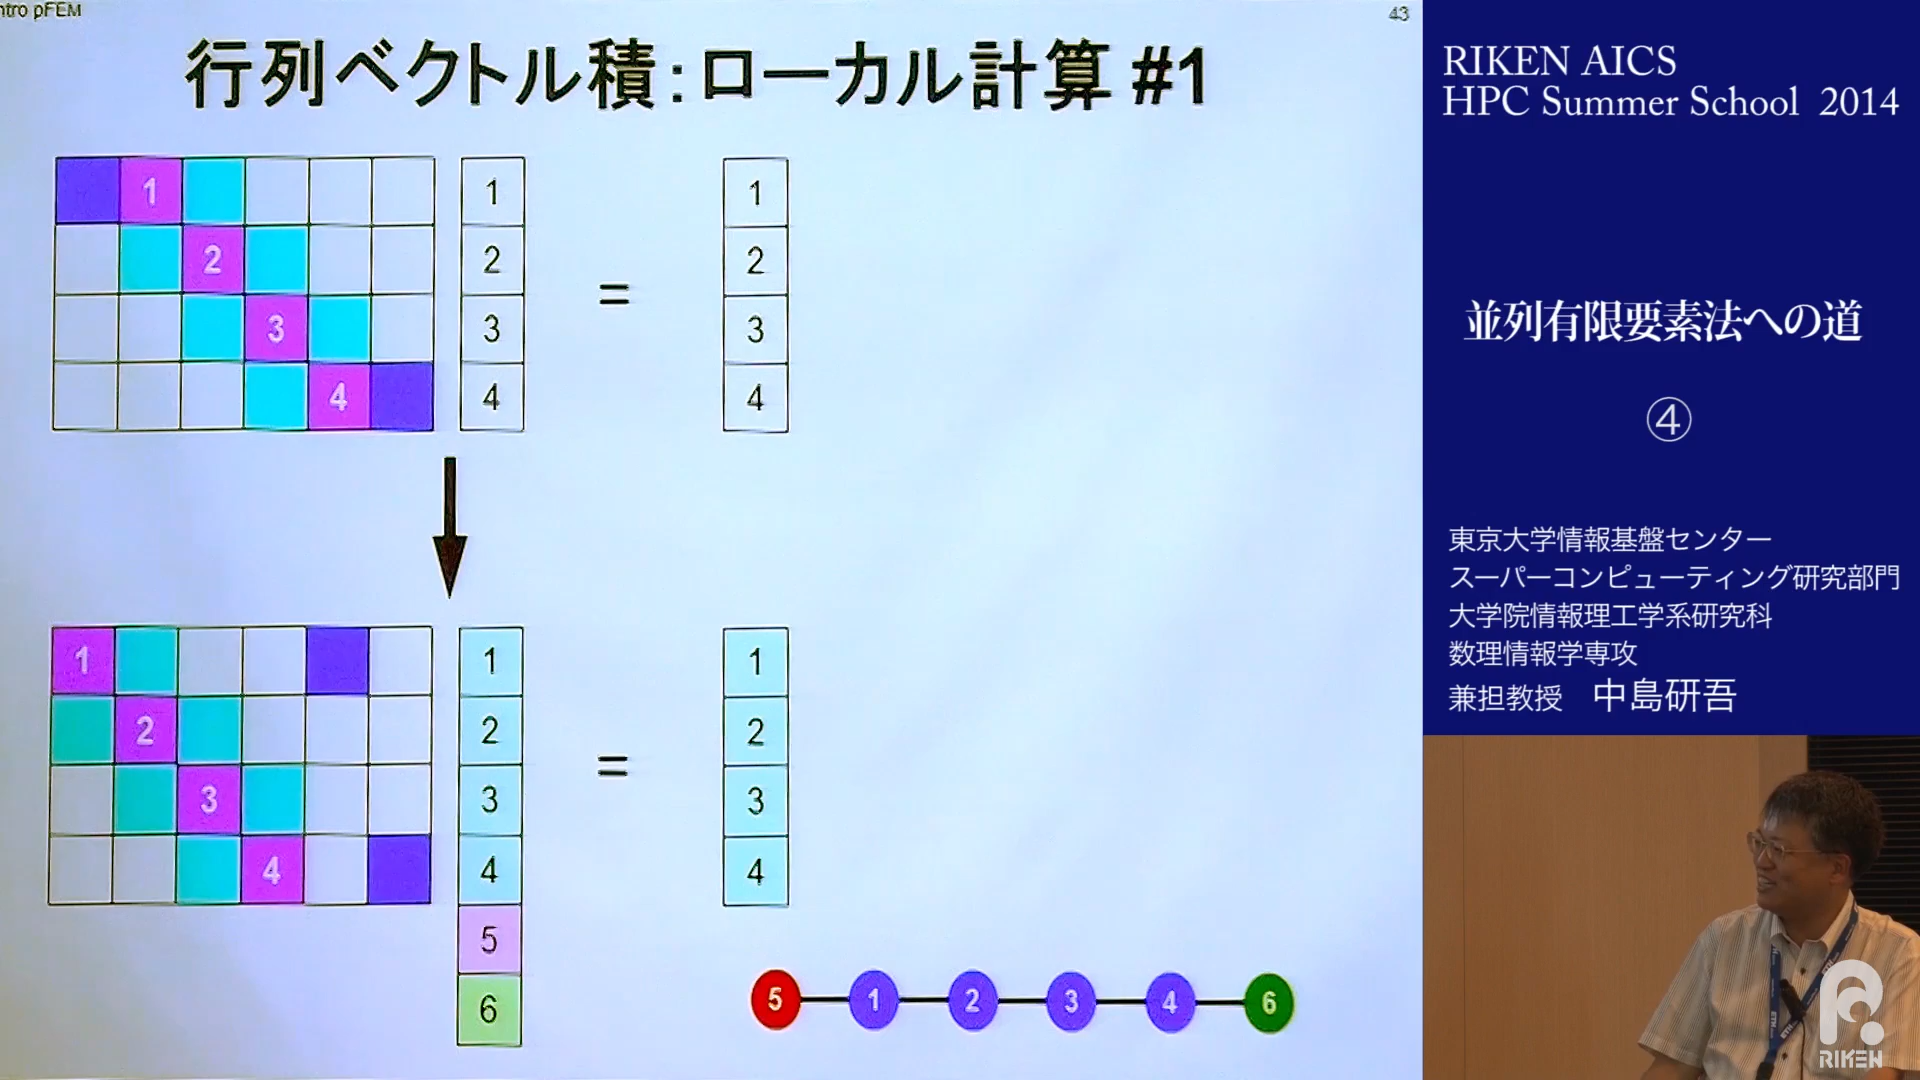 ntro pFEM
43
行列ベクトル積：ローカル計算 #1
1
2
3
4
1
2
3
4
=
1
2
3
4
1
2
3
4
1
2
3
4
5
6
=
1
2
3
4
5 1 2 3 4 6
RIKEN AICS
HPC Summer School 2014
並列有限要素法への道
④
東京大学情報基盤センター
スーパーコンピューティング研究部門
大学院情報理工学系研究科
数理情報学専攻
兼担教授 中島研吾
RIKEN